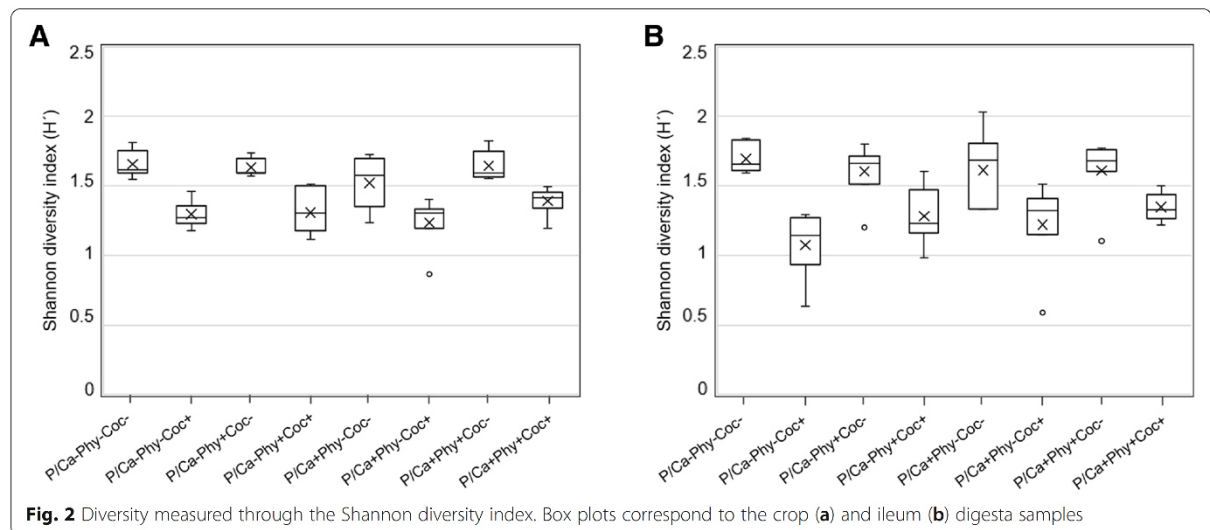 A
Shannon diversity index (H´)
2.5
2
1.5
1
0.5
0
P/Ca-Phy-Coc-
P/Ca-Phy-Coc+
P/Ca-Phy+Coc-
P/Ca-Phy+Coc+
P/Ca+Phy-Coc-
P/Ca+Phy-Coc+
P/Ca+Phy+Coc-
P/Ca+Phy+Coc+
B
Shannon diversity index (H´)
2.5
2
1.5
1
0.5
0
P/Ca-Phy-Coc-
P/Ca-Phy-Coc+
P/Ca-Phy+Coc-
P/Ca-Phy+Coc+
P/Ca+Phy-Coc-
P/Ca+Phy-Coc+
P/Ca+Phy+Coc-
P/Ca+Phy+Coc+
Fig. 2 Diversity measured through the Shannon diversity index. Box plots correspond to the crop (a) and ileum (b) digesta samples